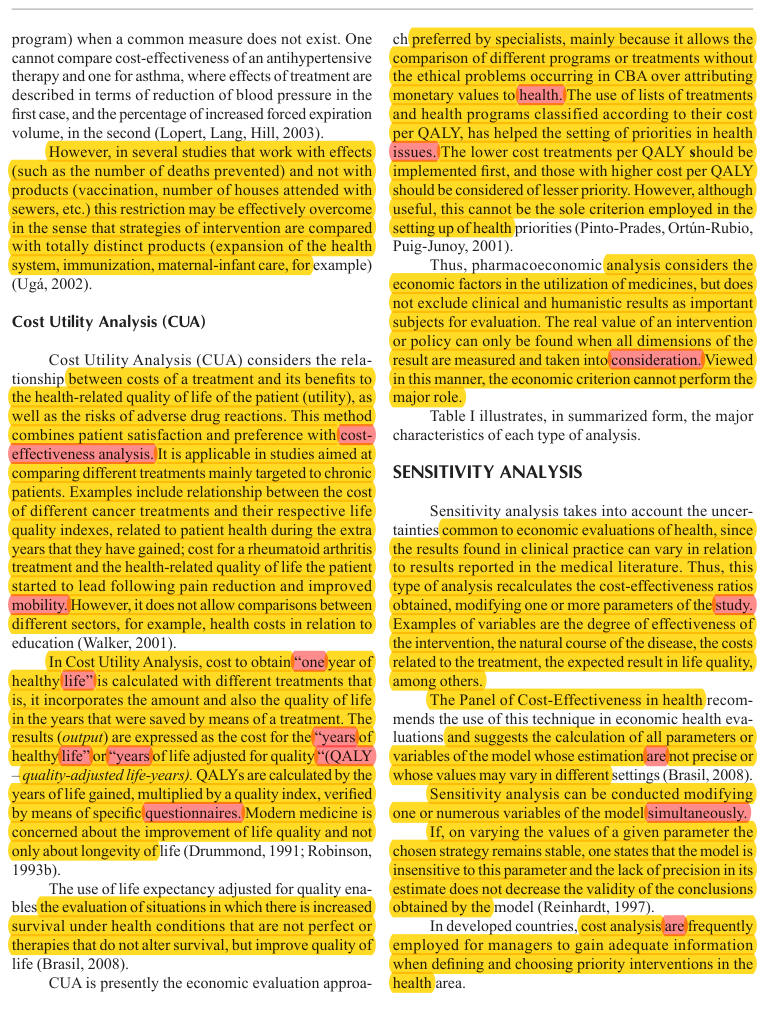 program) when a common measure does not exist. One
cannot compare cost-effectiveness of an antihypertensive
therapy and one for asthma, where effects of treatment are
described in terms of reduction of blood pressure in the
first case, and the percentage of increased forced expiration
volume, in the second (Lopert, Lang, Hill, 2003).
However, in several studies that work with effects
(such as the number of deaths prevented) and not with
products (vaccination, number of houses attended with
sewers, etc.) this restriction may be effectively overcome
in the sense that strategies of intervention are compared
with totally distinct products (expansion of the health
system, immunization, maternal-infant care, for example)
(Ugá, 2002).
Cost Utility Analysis (CUA)
Cost Utility Analysis (CUA) considers the rela-
tionship between costs of a treatment and its benefits to
the health-related quality of life of the patient (utility), as
well as the risks of adverse drug reactions. This method
combines patient satisfaction and preference with cost-
effectiveness analysis. It is applicable in studies aimed at
comparing different treatments mainly targeted to chronic
patients. Examples include relationship between the cost
of different cancer treatments and their respective life
quality indexes, related to patient health during the extra
years that they have gained; cost for a rheumatoid arthritis
treatment and the health-related quality of life the patient
started to lead following pain reduction and improved
mobility. However, it does not allow comparisons between
different sectors, for example, health costs in relation to
education (Walker, 2001).
In Cost Utility Analysis, cost to obtain “one year of
healthy life” is calculated with different treatments that
is, it incorporates the amount and also the quality of life
in the years that were saved by means of a treatment. The
results (output) are expressed as the cost for the “years of
healthy life” or “years of life adjusted for quality “(QALY
– quality-adjusted life-years). QALYs are calculated by the
years of life gained, multiplied by a quality index, verified
by means of specific questionnaires. Modern medicine is
concerned about the improvement of life quality and not
only about longevity of life (Drummond, 1991; Robinson,
1993b).
The use of life expectancy adjusted for quality ena-
bles the evaluation of situations in which there is increased
survival under health conditions that are not perfect or
therapies that do not alter survival, but improve quality of
life (Brasil, 2008).
CUA is presently the economic evaluation approa-
ch preferred by specialists, mainly because it allows the
comparison of different programs or treatments without
the ethical problems occurring in CBA over attributing
monetary values to health. The use of lists of treatments
and health programs classified according to their cost
per QALY, has helped the setting of priorities in health
issues. The lower cost treatments per QALY should be
implemented first, and those with higher cost per QALY
should be considered of lesser priority. However, although
useful, this cannot be the sole criterion employed in the
setting up of health priorities (Pinto-Prades, Ortún-Rubio,
Puig-Junoy, 2001).
Thus, pharmacoeconomic analysis considers the
economic factors in the utilization of medicines, but does
not exclude clinical and humanistic results as important
subjects for evaluation. The real value of an intervention
or policy can only be found when all dimensions of the
result are measured and taken into consideration. Viewed
in this manner, the economic criterion cannot perform the
major role.
Table I illustrates, in summarized form, the major
characteristics of each type of analysis.
SENSITIVITY ANALYSIS
Sensitivity analysis takes into account the uncer-
tainties common to economic evaluations of health, since
the results found in clinical practice can vary in relation
to results reported in the medical literature. Thus, this
type of analysis recalculates the cost-effectiveness ratios
obtained, modifying one or more parameters of the study.
Examples of variables are the degree of effectiveness of
the intervention, the natural course of the disease, the costs
related to the treatment, the expected result in life quality,
among others.
The Panel of Cost-Effectiveness in health recom-
mends the use of this technique in economic health eva-
luations and suggests the calculation of all parameters or
variables of the model whose estimation are not precise or
whose values may vary in different settings (Brasil, 2008).
Sensitivity analysis can be conducted modifying
one or numerous variables of the model simultaneously.
If, on varying the values of a given parameter the
chosen strategy remains stable, one states that the model is
insensitive to this parameter and the lack of precision in its
estimate does not decrease the validity of the conclusions
obtained by the model (Reinhardt, 1997).
In developed countries, cost analysis are frequently
employed for managers to gain adequate information
when defining and choosing priority interventions in the
health area.